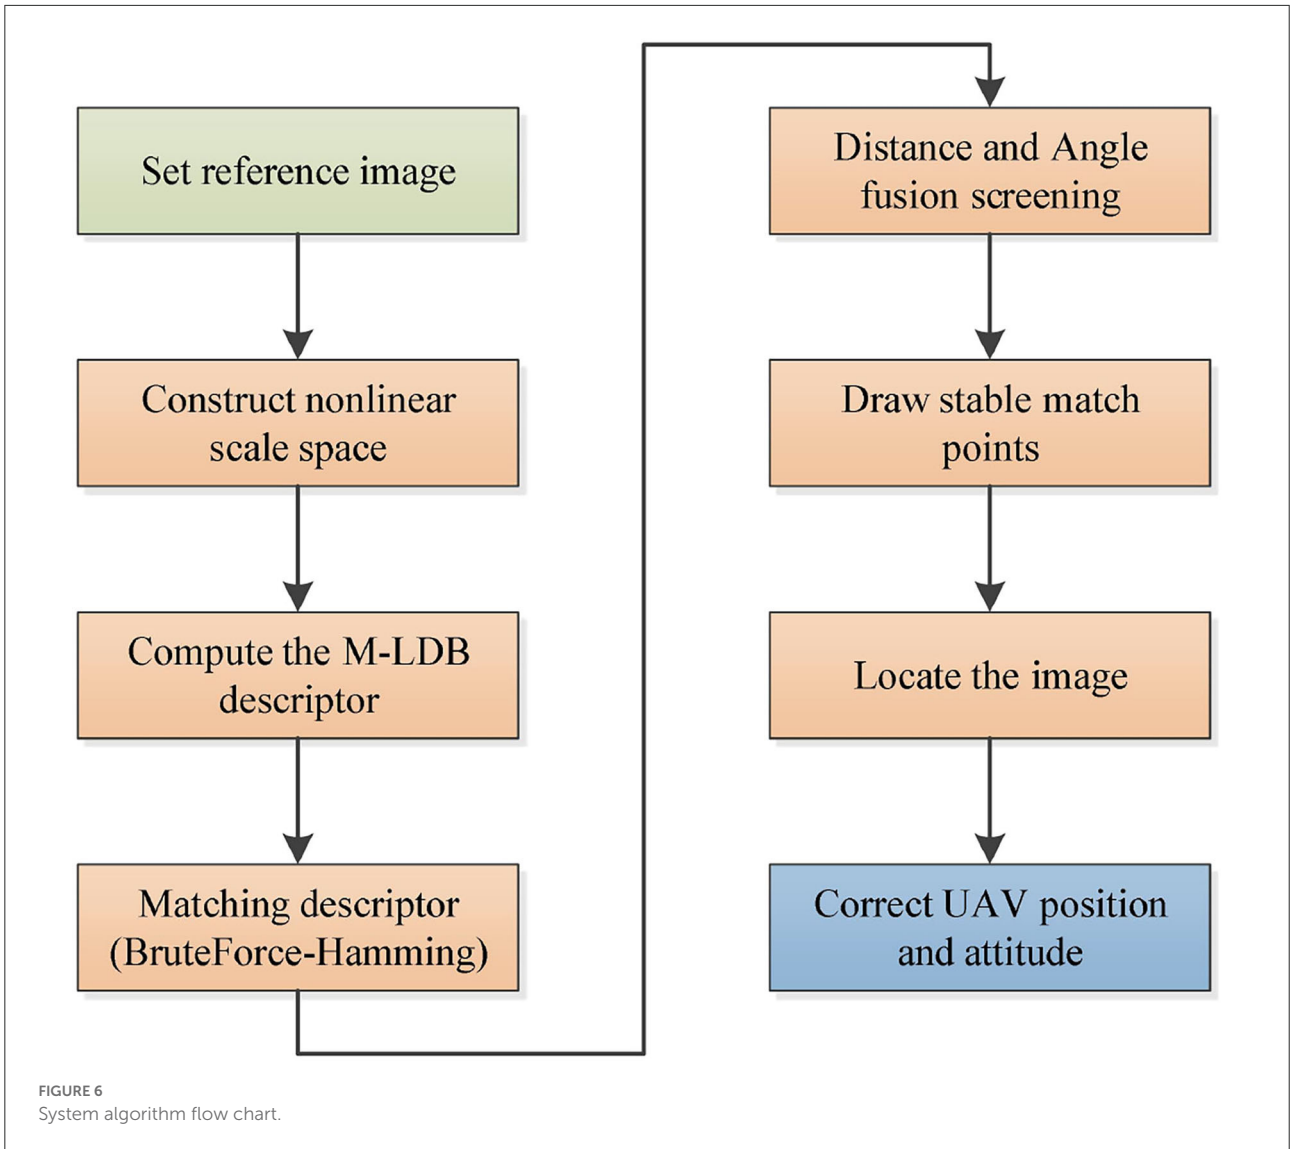 Set reference image
Construct nonlinear
scale space
Compute the M-LDB
descriptor
Matching descriptor
(BruteForce-Hamming)
Distance and Angle
fusion screening
Draw stable match
points
Locate the image
Correct UAV position
and attitude
FIGURE 6
System algorithm flow chart.